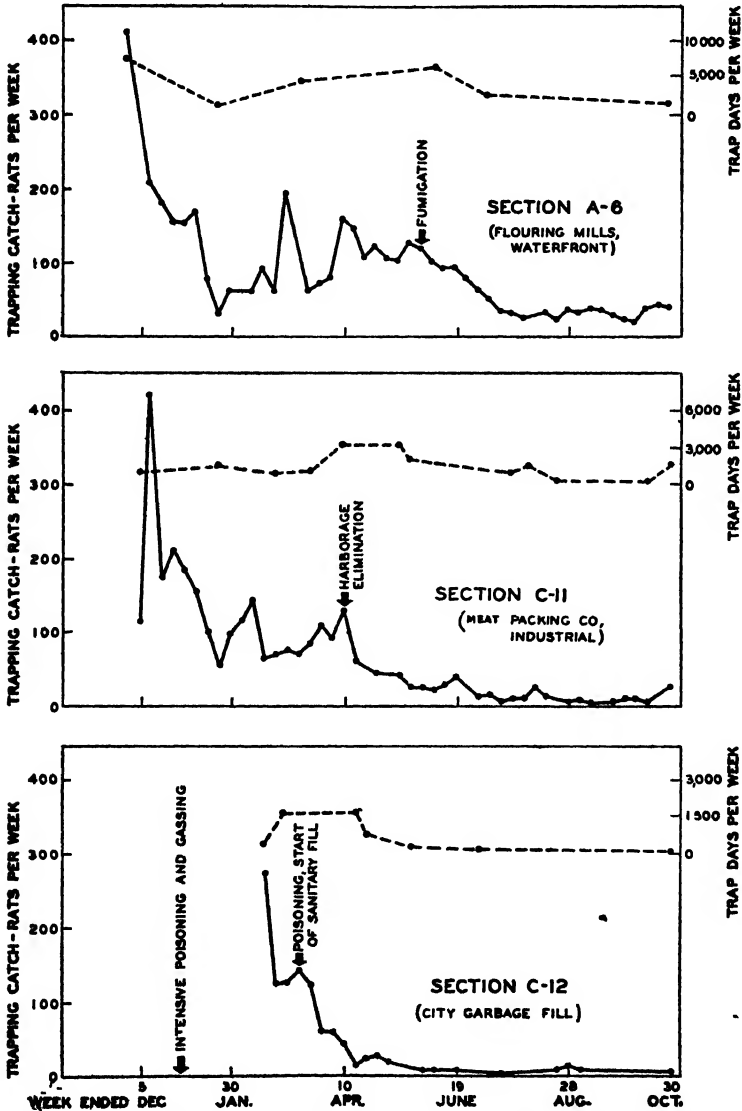 TRAPPING CATCH-RATS PER WEEK
400
300
200
100
0
10000
5,000
0
TRAP DAYS PER WEEK
FUMIGATION
SECTION A-6
(FLOURING MILLS,
WATERFRONT)
TRAPPING CATCH-RATS PER WEEK
400
300
200
100
0
6,000
3,000
0
TRAP DAYS PER WEEK
HARBORAGE
ELIMINATION
SECTION C-11
(MEAT PACKING CO,
INDUSTRIAL)
TRAPPING CATCH-RATS PER WEEK
400
300
200
100
0
3,000
1 500
0
TRAP DAYS PER WEEK
INTENSIVE POISONING AND GASSING
POISONING, START
OF SANITARY FILL
SECTION C-12
(CITY GARBAGE FILL)
5 30 10 19 28 30
WEEK ENDED DEC JAN. APR. JUNE AUG. OCT.